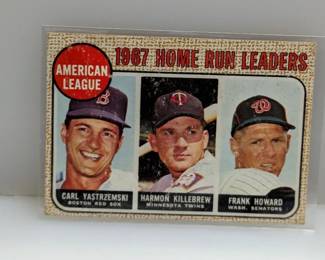 1967 HOME RUN LEADERS
AMERICAN
LEAGUE
B
CARL YASTRZEMSKI
BOSTON RED SOX
HARMON KILLEBREW
MINNESOTA TWINS
FRANK HOWARD
WASH. SENATORS